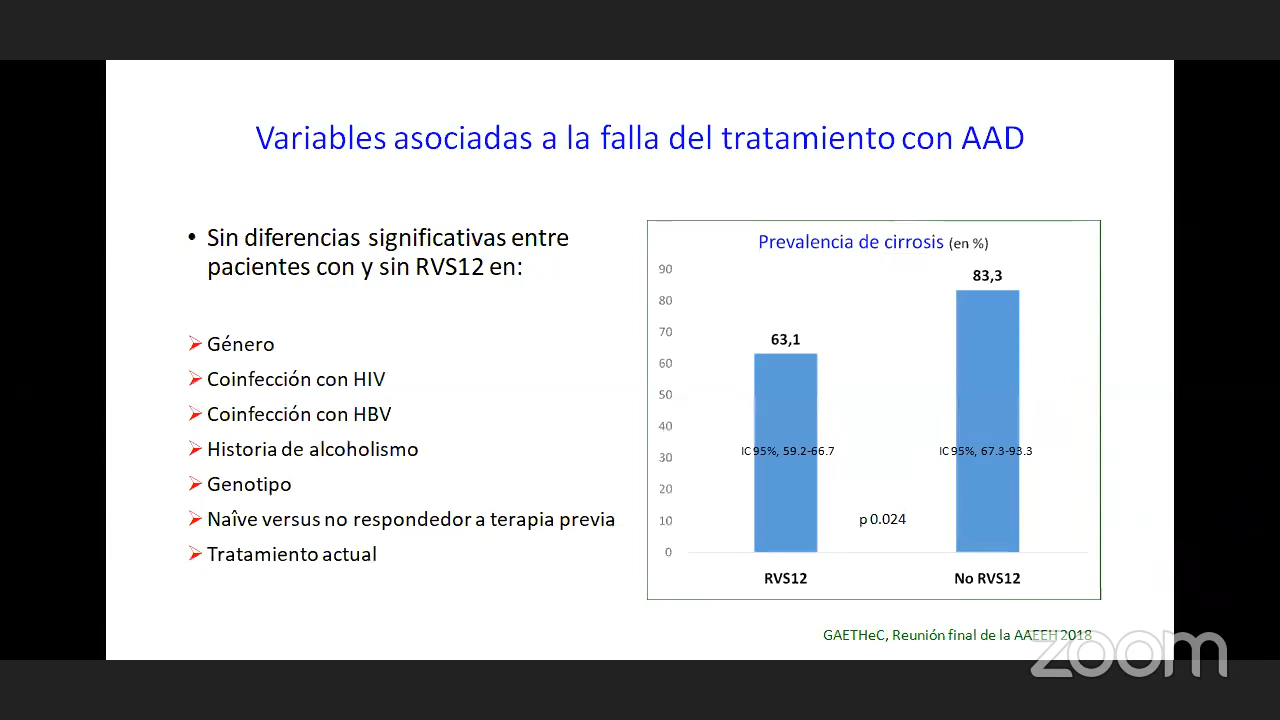 Variables asociadas a la falla del tratamiento con AAD
• Sin diferencias significativas entre
pacientes con y sin RVS12 en:
Género
Coinfección con HIV
Coinfección con HBV
Historia de alcoholismo
Genotipo
Naîve versus no respondedor a terapia previa
Tratamiento actual
Prevalencia de cirrosis (en %)
90
80
70
60
50
40
30
20
10
0
63,1
83,3
IC 95%, 59.2-66.7
IC 95%, 67.3-93.3
p 0.024
RVS12
No RVS12
GAETHeC, Reunión final de la AAEEH 2018
zoom